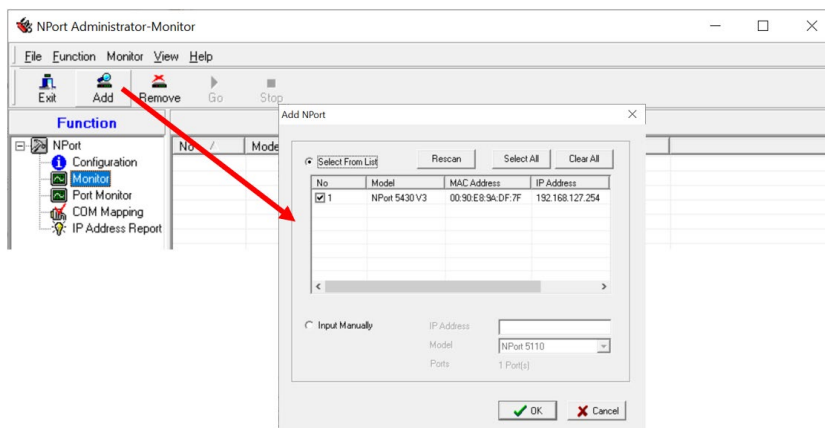 NPort Administrator-Monitor
File Function Monitor View Help
Exit Add Remove Go Stop
Function
No / Mode
NPort
Configuration
Monitor
Port Monitor
COM Mapping
IP Address Report
Add NPort
Select From List Rescan Select All Clear All
No Model MAC Address IP Address
1 NPort 5430 V3 00:90:E8:9A:DF:7F 192.168.127.254
Input Manually IP Address
Model NPort 5110
Ports 1 Port(s)
OK Cancel